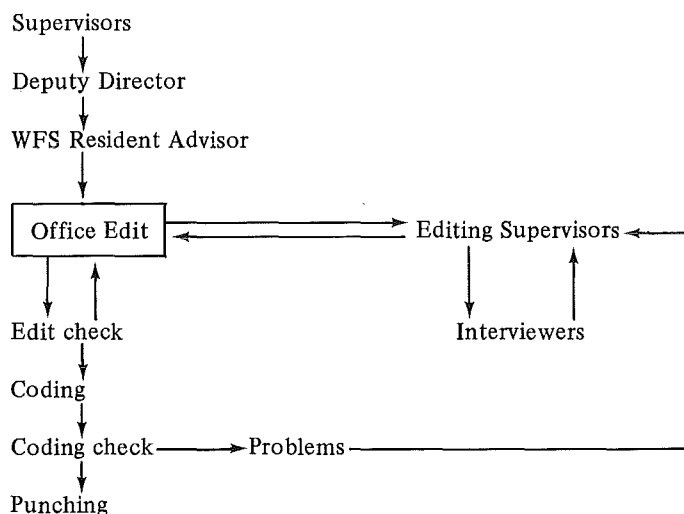 Supervisors
Deputy Director
WFS Resident Advisor
Office Edit
Editing Supervisors
Edit check
Interviewers
Coding
Coding check
Problems
Punching